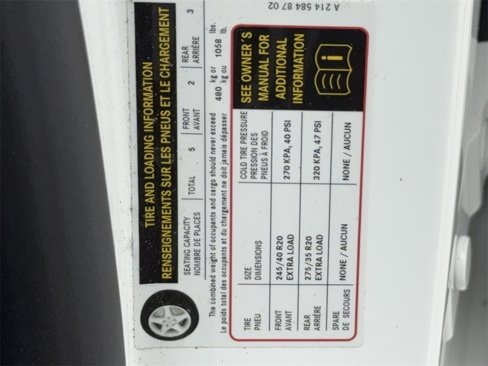 TIRE AND LOADING INFORMATION
RENSEIGNEMENTS SUR LES PNEUS ET LE CHARGEMENT
SEATING CAPACITY
NOMBRE DE PLACES
TOTAL 5
FRONT
AVANT
2
REAR
ARRIÈRE
3
The combined weight of occupants and cargo should never exceed 480 kg or 1058 lbs.
Le poids total des occupants et du chargement ne doit jamais dépasser kg ou lb.
TIRE
PNEU
SIZE
DIMENSIONS
COLD TIRE PRESSURE
PRESSION DES
PNEUS À FROID
FRONT
AVANT
245/40 R20
EXTRA LOAD
270 KPA, 40 PSI
REAR
ARRIÈRE
275/35 R20
EXTRA LOAD
320 KPA, 47 PSI
SPARE
DE SECOURS
NONE / AUCUN
NONE / AUCUN
SEE OWNER'S
MANUAL FOR
ADDITIONAL
INFORMATION
A 214 584 87 02